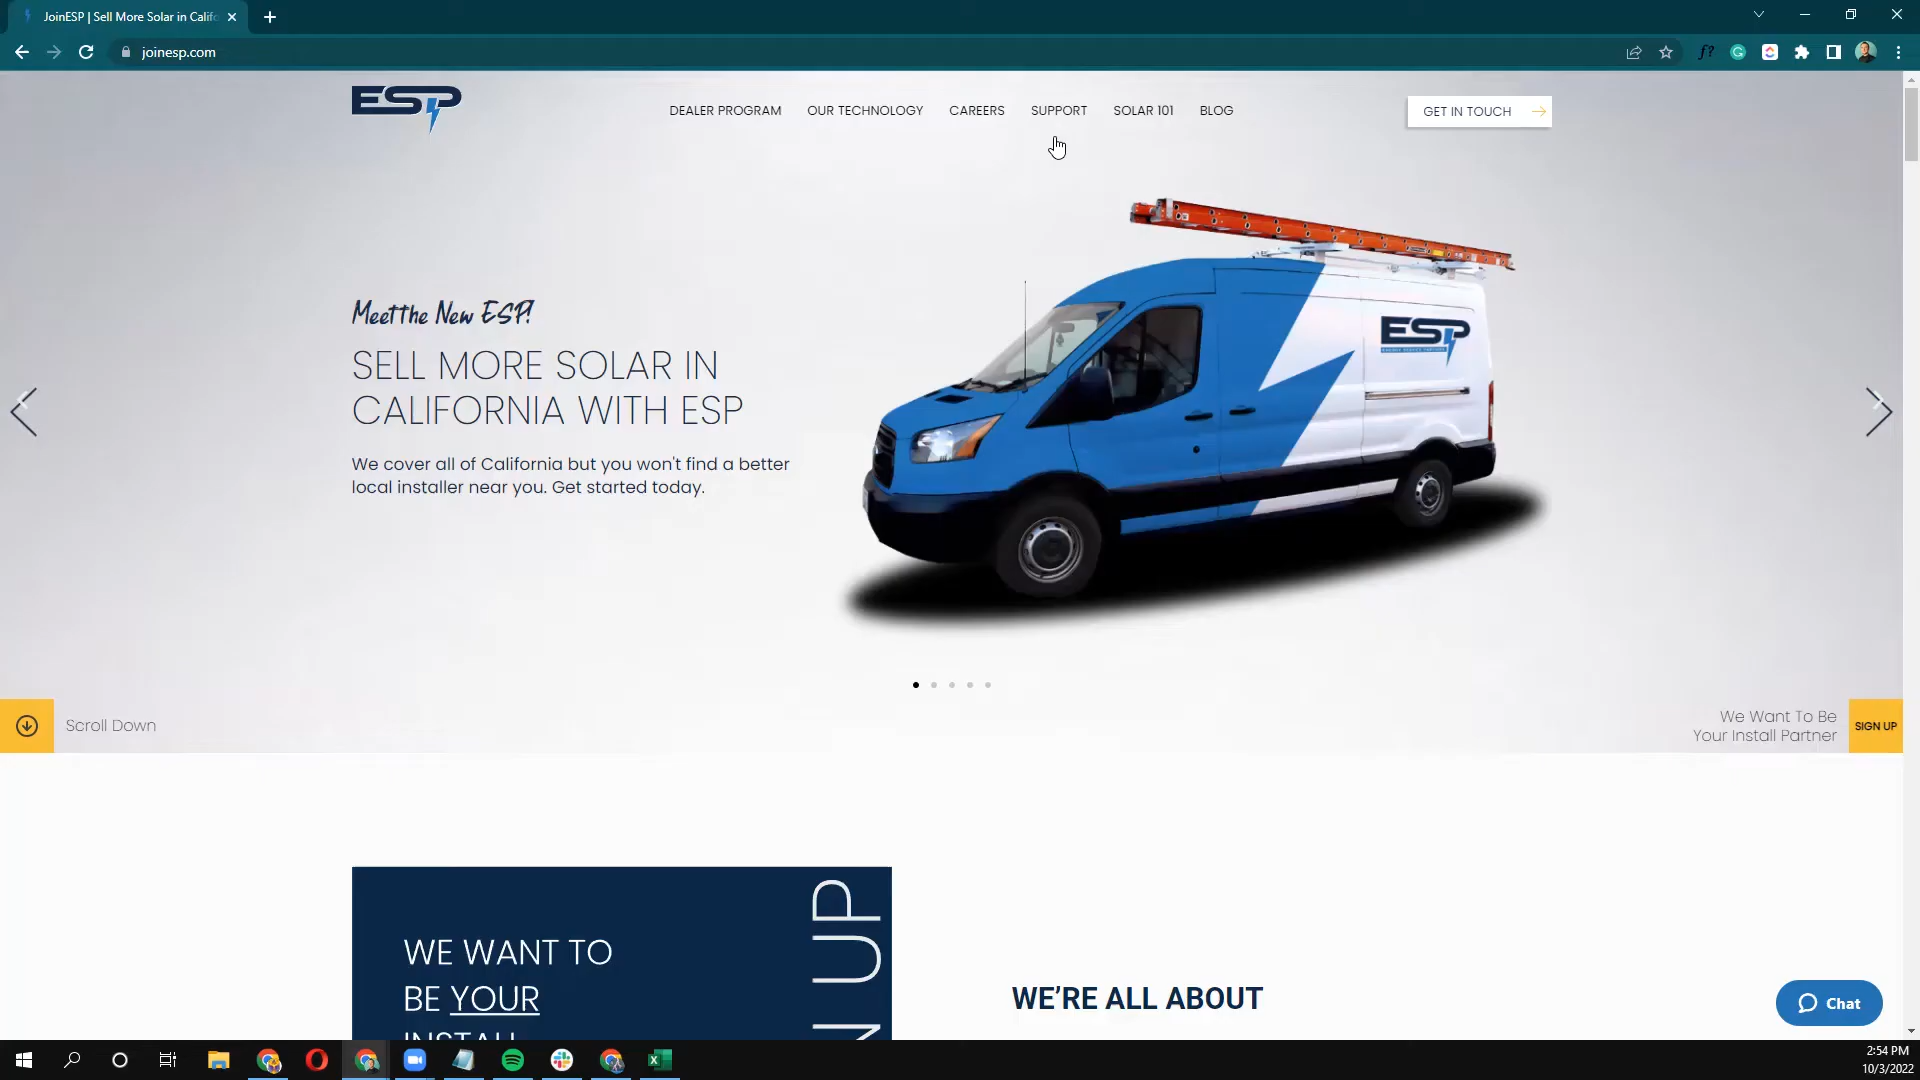 JoinESP | Sell More Solar in Califo
joinesp.com
ESP
DEALER PROGRAM
OUR TECHNOLOGY
CAREERS
SUPPORT
SOLAR 101
BLOG
GET IN TOUCH
Meet the New ESP!
SELL MORE SOLAR IN
CALIFORNIA WITH ESP
We cover all of California but you won't find a better
local installer near you. Get started today.
ESP
Scroll Down
We Want To Be
Your Install Partner
SIGN UP
WE WANT TO
BE YOUR
INSTALL
N UP
WE’RE ALL ABOUT
Chat
2:54 PM
10/3/2022